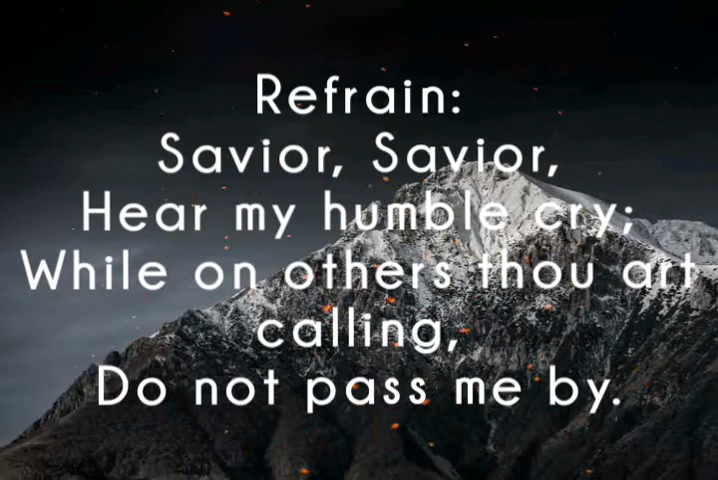 Refrain:
Savior, Savior,
Hear my humble cry;
While on others thou art
calling,
Do not pass me by.